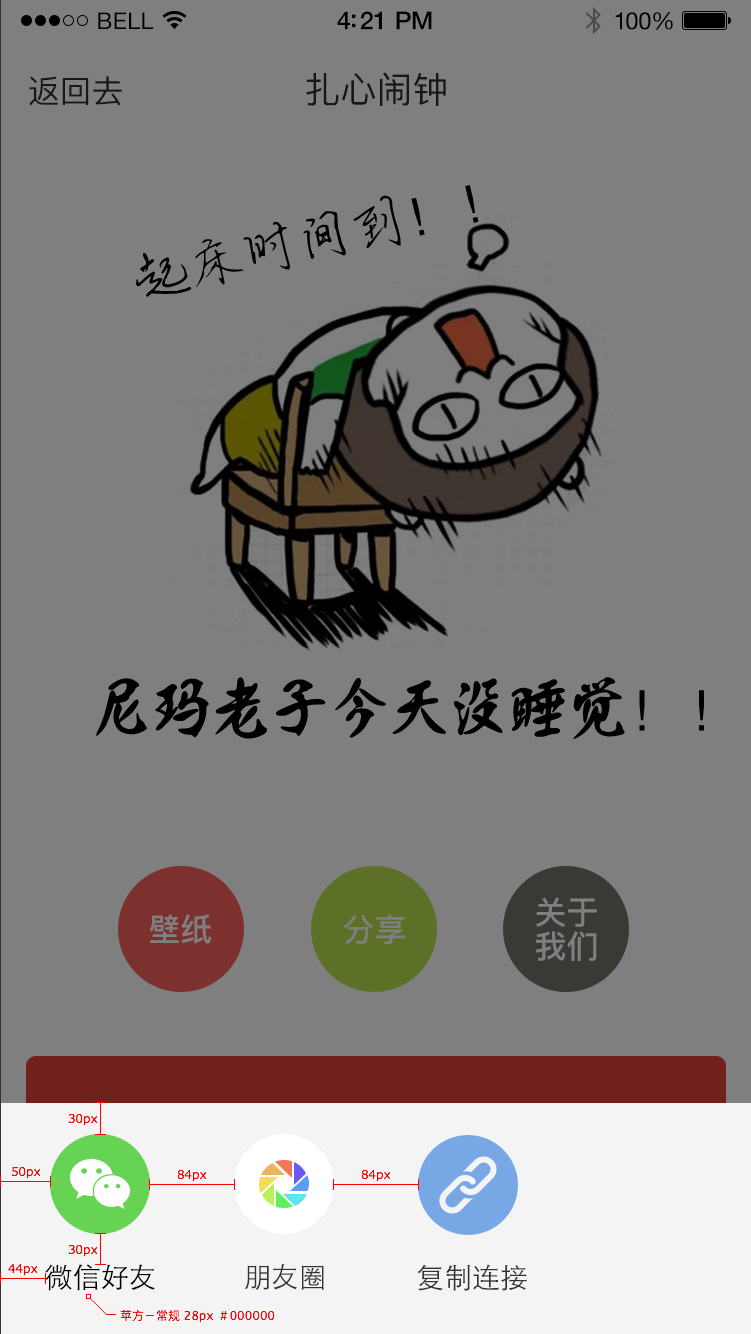 BELL 4:21 PM 100%
返回去 扎心闹钟
起床时间到！！
尼玛老子今天没睡觉！！
壁纸 分享 关于
我们
30px
50px 84px 84px
30px
44px 微信好友 朋友圈 复制连接
苹方－常规 28px #000000